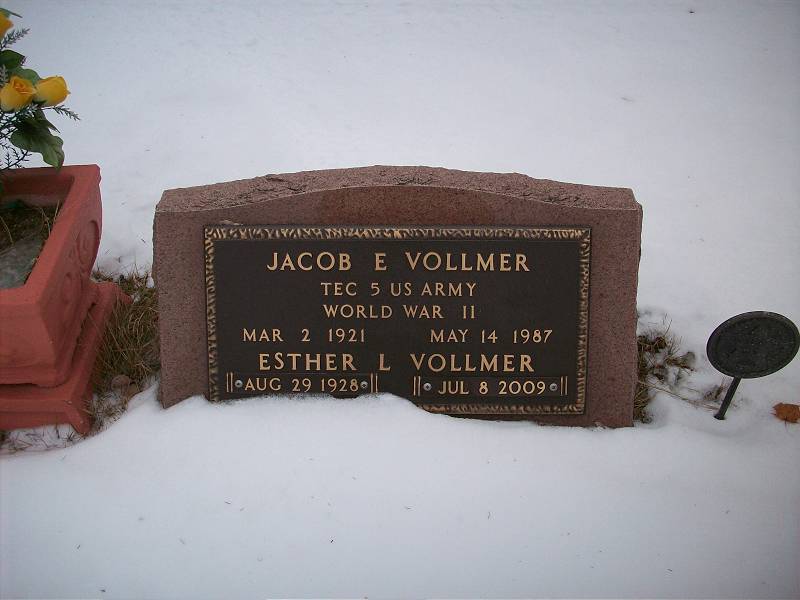 JACOB E VOLLMER
TEC 5 US ARMY
WORLD WAR II
MAR 2 1921 MAY 14 1987
ESTHER L VOLLMER
AUG 29 1928 JUL 8 2009